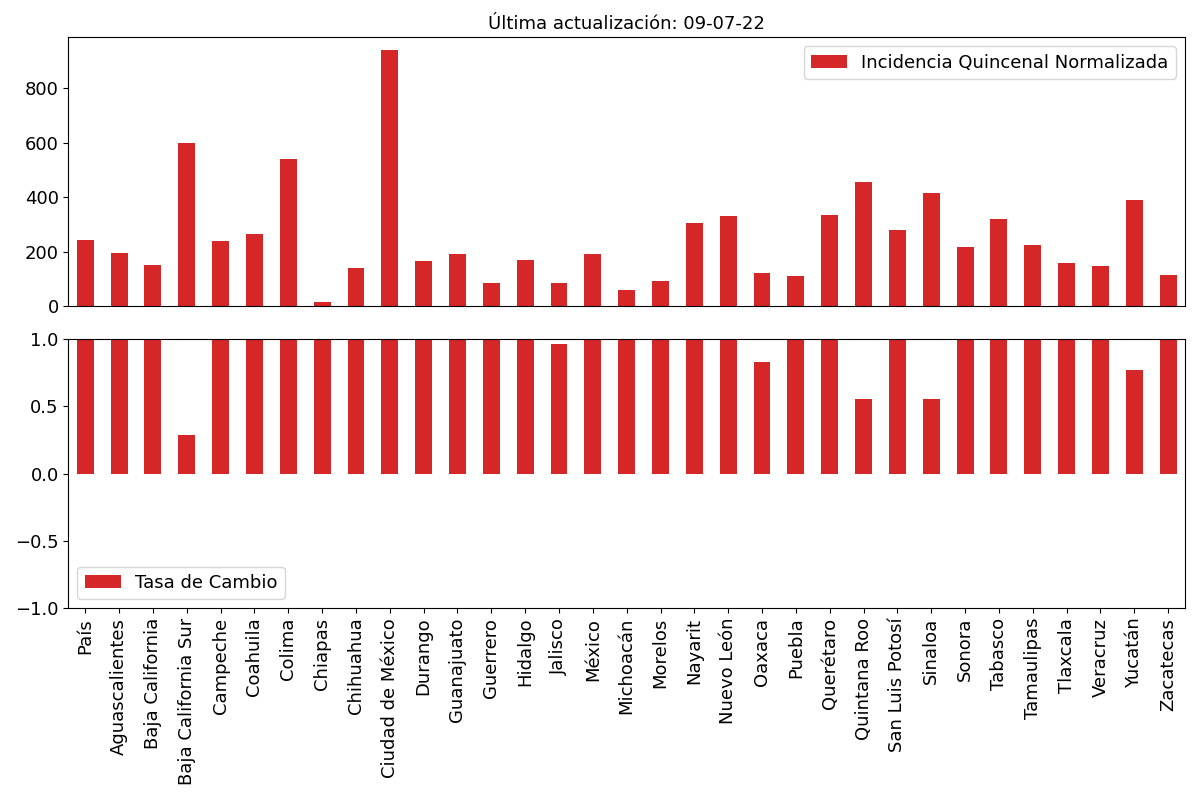 Última actualización: 09-07-22
Incidencia Quincenal Normalizada
800
600
400
200
0
1.0
0.5
0.0
−0.5
−1.0
Tasa de Cambio
País
Aguascalientes
Baja California
Baja California Sur
Campeche
Coahuila
Colima
Chiapas
Chihuahua
Ciudad de México
Durango
Guanajuato
Guerrero
Hidalgo
Jalisco
México
Michoacán
Morelos
Nayarit
Nuevo León
Oaxaca
Puebla
Querétaro
Quintana Roo
San Luis Potosí
Sinaloa
Sonora
Tabasco
Tamaulipas
Tlaxcala
Veracruz
Yucatán
Zacatecas